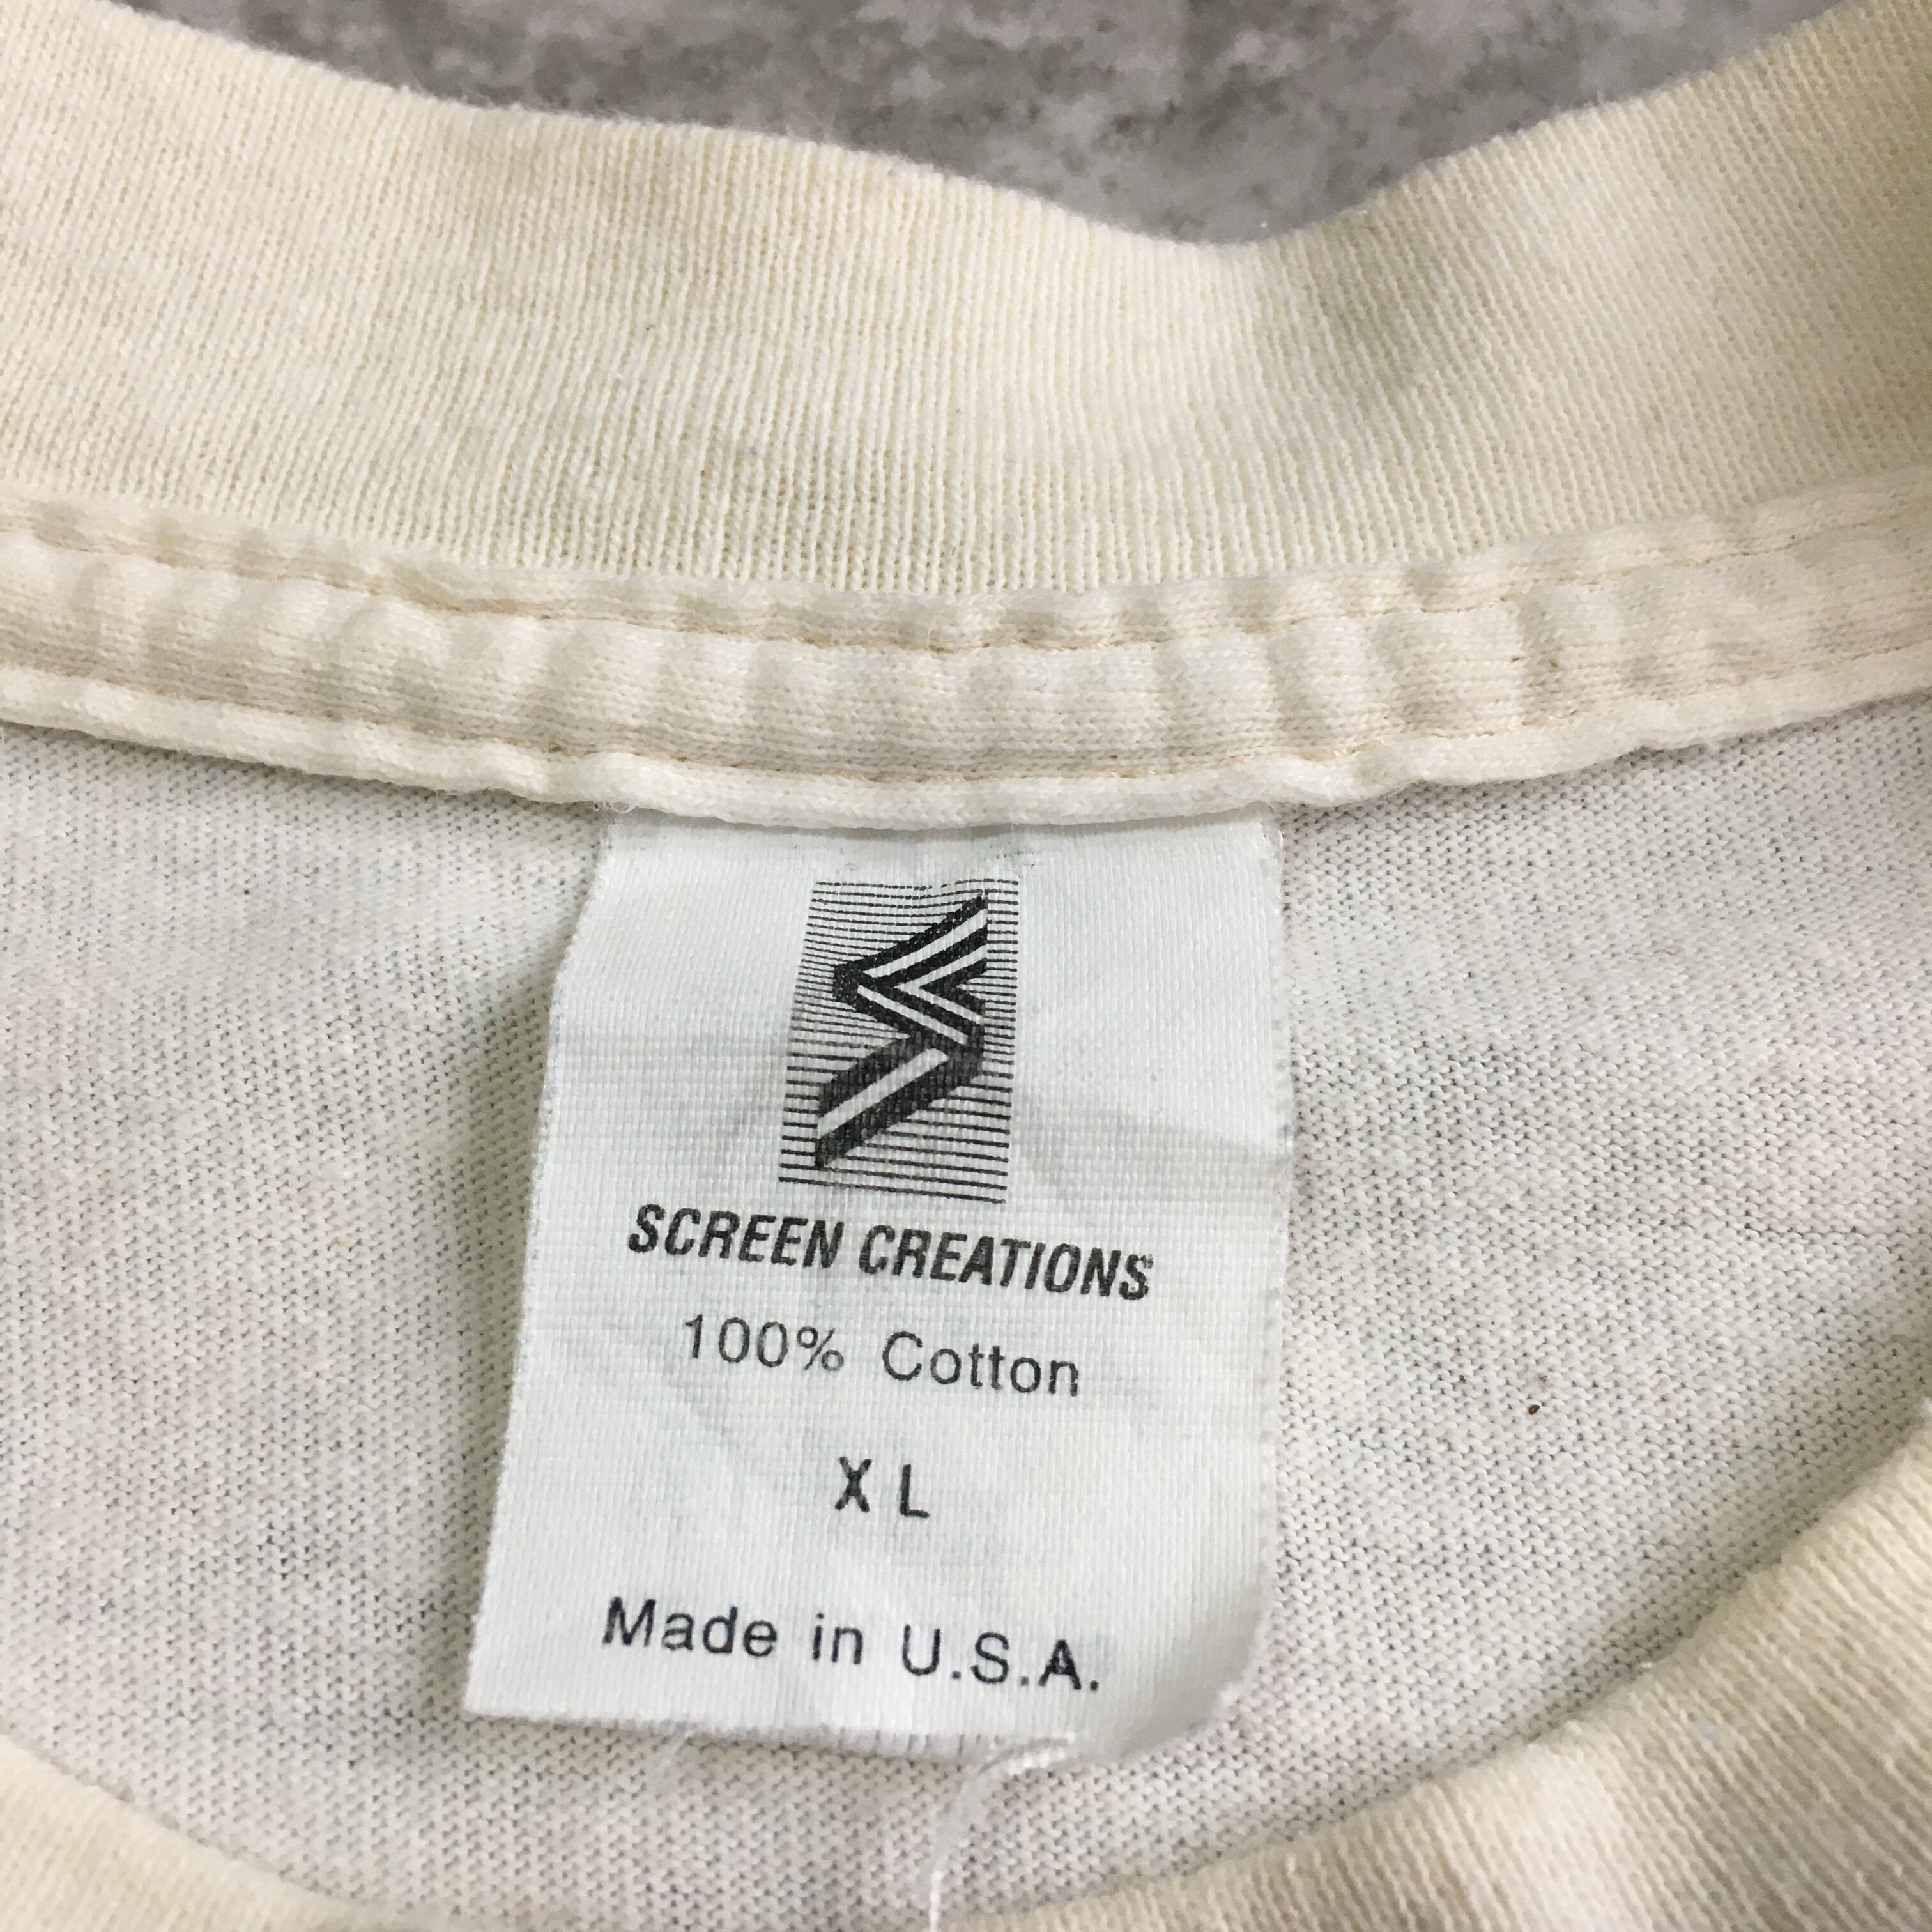 SCREEN CREATIONS
100% Cotton
XL
Made in U.S.A.